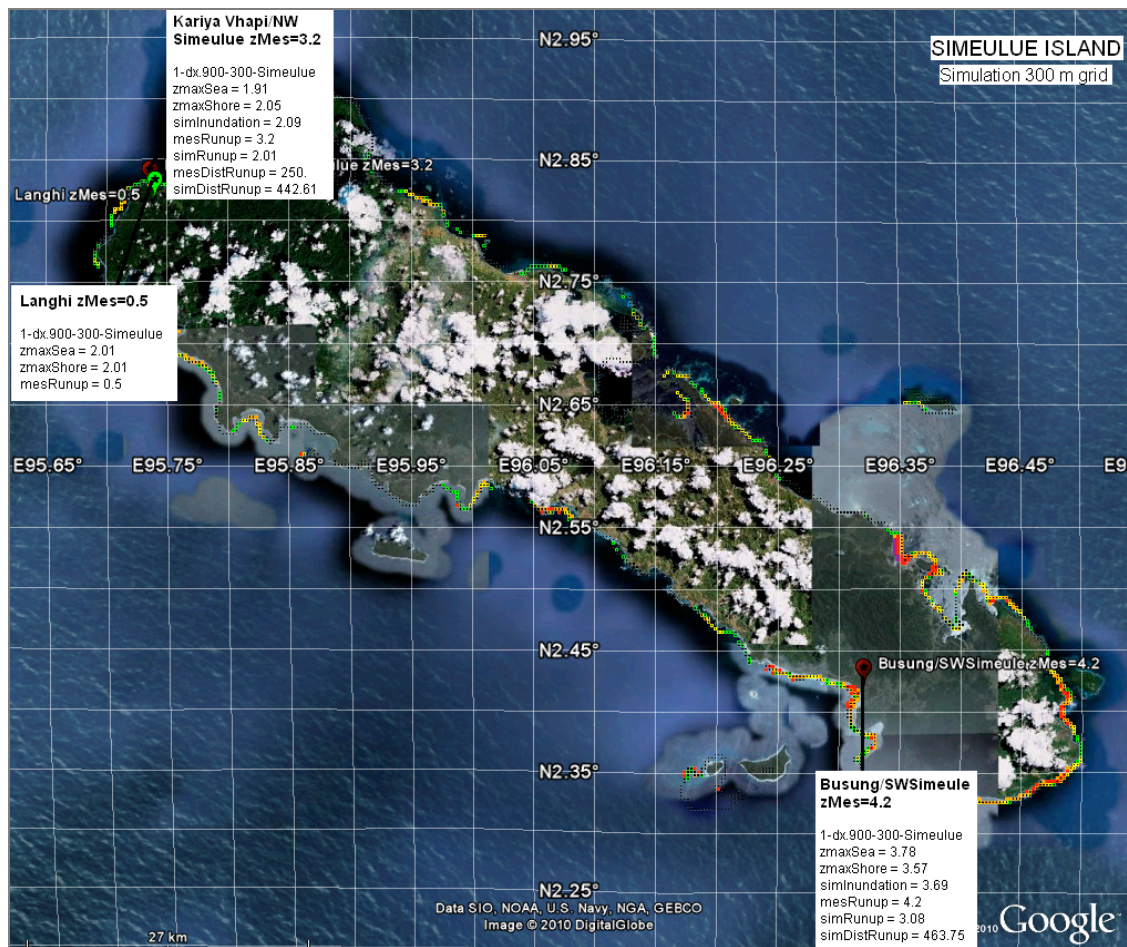 Kariya Vhapi/NW
Simeulue zMes=3.2
1-dx.900-300-Simeulue
zmaxSea = 1.91
zmaxShore = 2.05
simInundation = 2.09
mesRunup = 3.2
simRunup = 2.01
mesDistRunup = 250.
simDistRunup = 442.61
N2.95°
SIMEULUE ISLAND
Simulation 300 m grid
N2.85°
ulue zMes=3.2
Langhi zMes=0.5
N2.75°
Langhi zMes=0.5
1-dx.900-300-Simeulue
zmaxSea = 2.01
zmaxShore = 2.01
mesRunup = 0.5
N2.65°
E95.65° E95.75° E95.85° E95.95° E96.05° E96.15° E96.25° E96.35° E96.45° E9
N2.55°
N2.45°
Busung/SWSimeule zMes=4.2
N2.35°
Busung/SWSimeule
zMes=4.2
1-dx.900-300-Simeulue
zmaxSea = 3.78
zmaxShore = 3.57
simInundation = 3.69
mesRunup = 4.2
simRunup = 3.08
simDistRunup = 463.75
N2.25°
Data SIO, NOAA, U.S. Navy, NGA, GEBCO
Image © 2010 DigitalGlobe
2010 Google
27 km